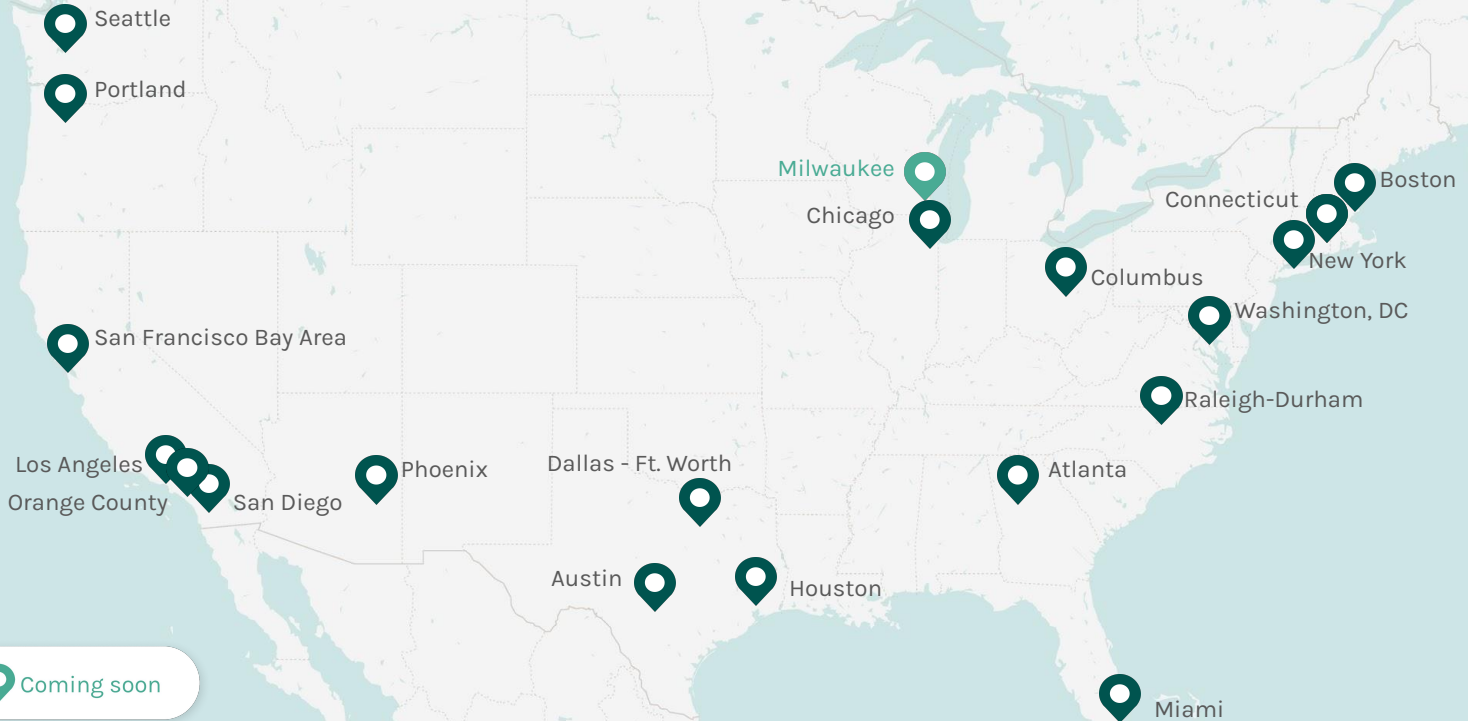 Seattle
Portland
Milwaukee
Boston
Connecticut
Chicago
New York
Columbus
Washington, DC
San Francisco Bay Area
Raleigh-Durham
Los Angeles
Phoenix
Dallas - Ft. Worth
Atlanta
Orange County
San Diego
Austin
Houston
Coming soon
Miami